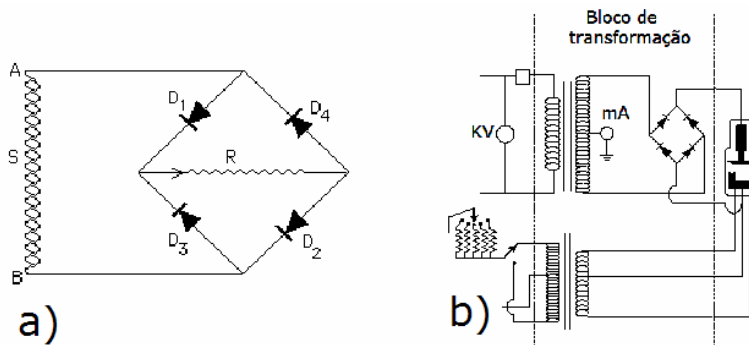 A
S
B
D1
D4
R
D3
D2
a)
Bloco de
transformação
KV
mA
b)